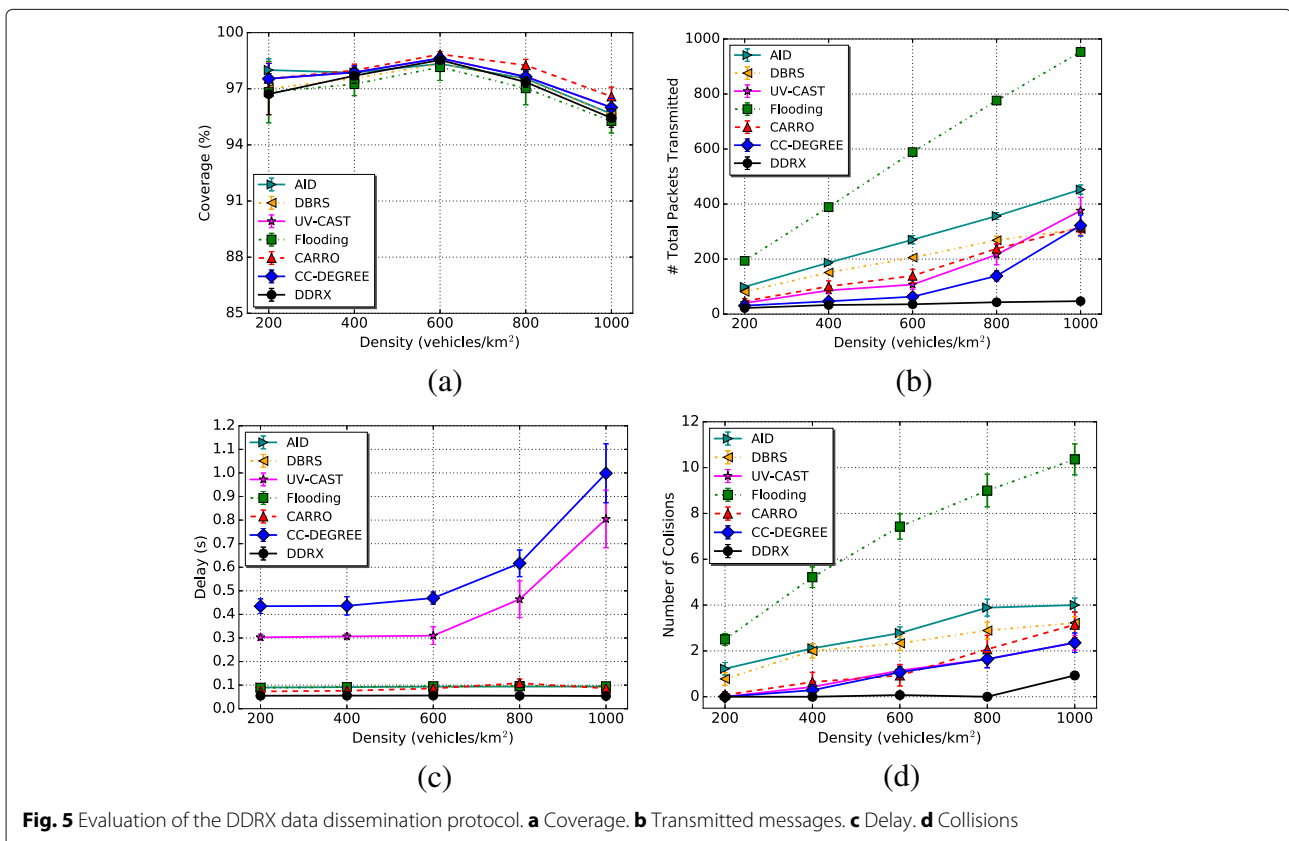 100
97
94
91
88
85
Coverage (%)
AID
DBRS
UV-CAST
Flooding
CARRO
CC-DEGREE
DDRX
200 400 600 800 1000
Density (vehicles/km²)
(a)
1000
800
600
400
200
0
# Total Packets Transmitted
AID
DBRS
UV-CAST
Flooding
CARRO
CC-DEGREE
DDRX
200 400 600 800 1000
Density (vehicles/km²)
(b)
1.2
1.1
1.0
0.9
0.8
0.7
0.6
0.5
0.4
0.3
0.2
0.1
0.0
Delay (s)
AID
DBRS
UV-CAST
Flooding
CARRO
CC-DEGREE
DDRX
200 400 600 800 1000
Density (vehicles/km²)
(c)
12
10
8
6
4
2
0
Number of Colisions
AID
DBRS
UV-CAST
Flooding
CARRO
CC-DEGREE
DDRX
200 400 600 800 1000
Density (vehicles/km²)
(d)
Fig. 5 Evaluation of the DDRX data dissemination protocol. a Coverage. b Transmitted messages. c Delay. d Collisions